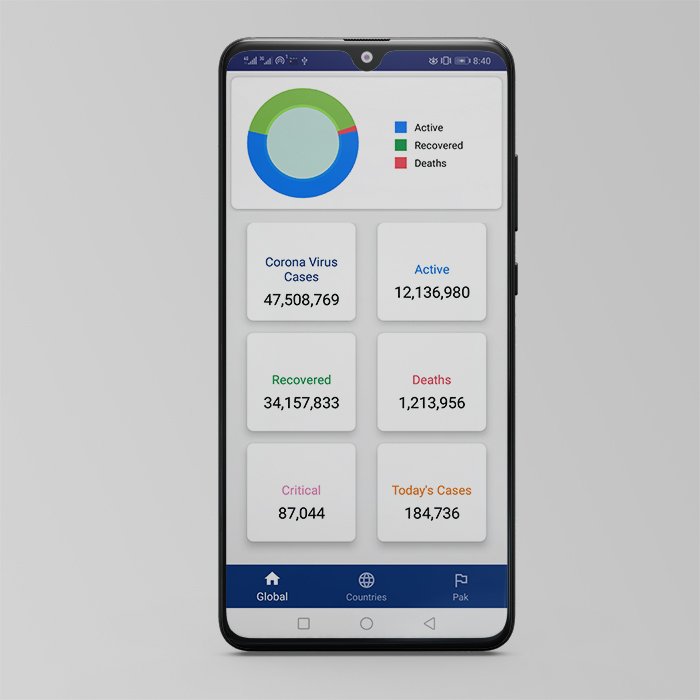 8:40
Active
Recovered
Deaths
Corona Virus
Cases
47,508,769
Active
12,136,980
Recovered
34,157,833
Deaths
1,213,956
Critical
87,044
Today's Cases
184,736
Global
Countries
Pak